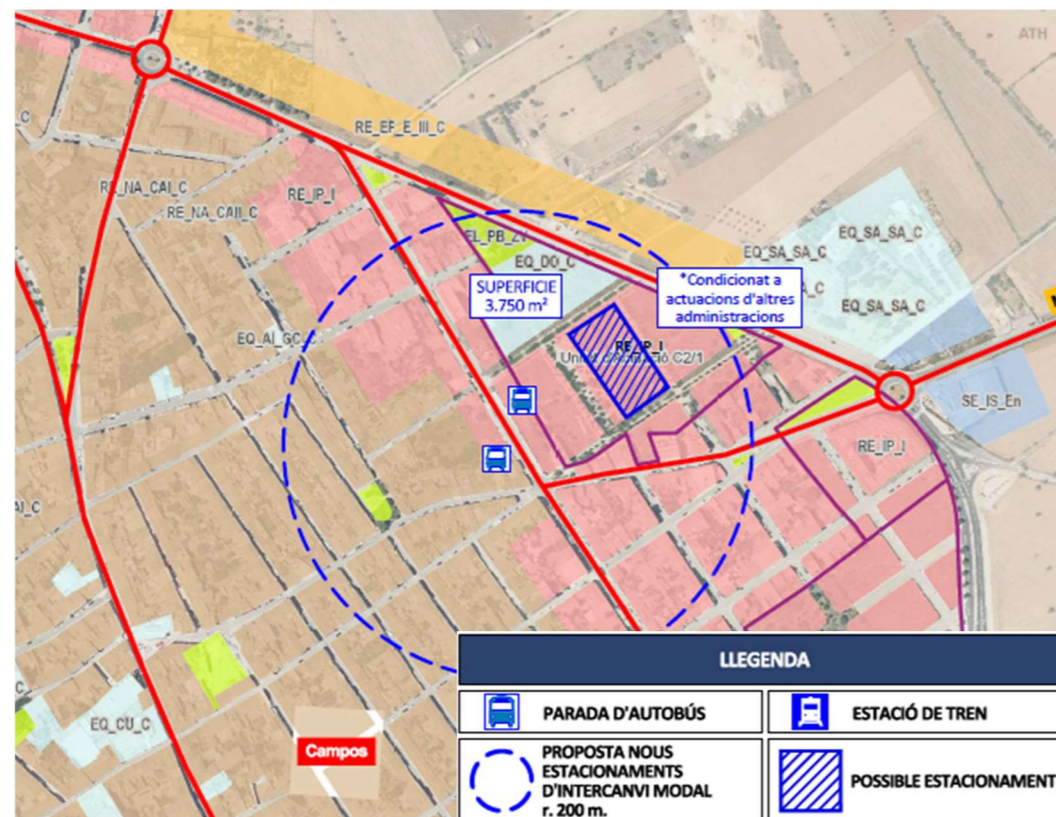 ATH
RE_EF_E_III_C
RE_NA_CAI_C
RE_IP_I
RE_NA_CAII_C
EL_PB_ZV
EQ_DO_C
EQ_SA_SA_C
EQ_SA_SA_C
EQ_SA_SA_C
SUPERFICIE
3.750 m²
*Condicionat a
actuacions d'altres
administracions
EQ_AI_GC_C
RE_IP_I
C2/1
SE_IS_En
RE_IP_I
EQ_CU_C
Campos
LLEGENDA
PARADA D'AUTOBÚS
ESTACIÓ DE TREN
PROPOSTA NOUS
ESTACIONAMENTS
D'INTERCANVI MODAL
r. 200 m.
POSSIBLE ESTACIONAMENT